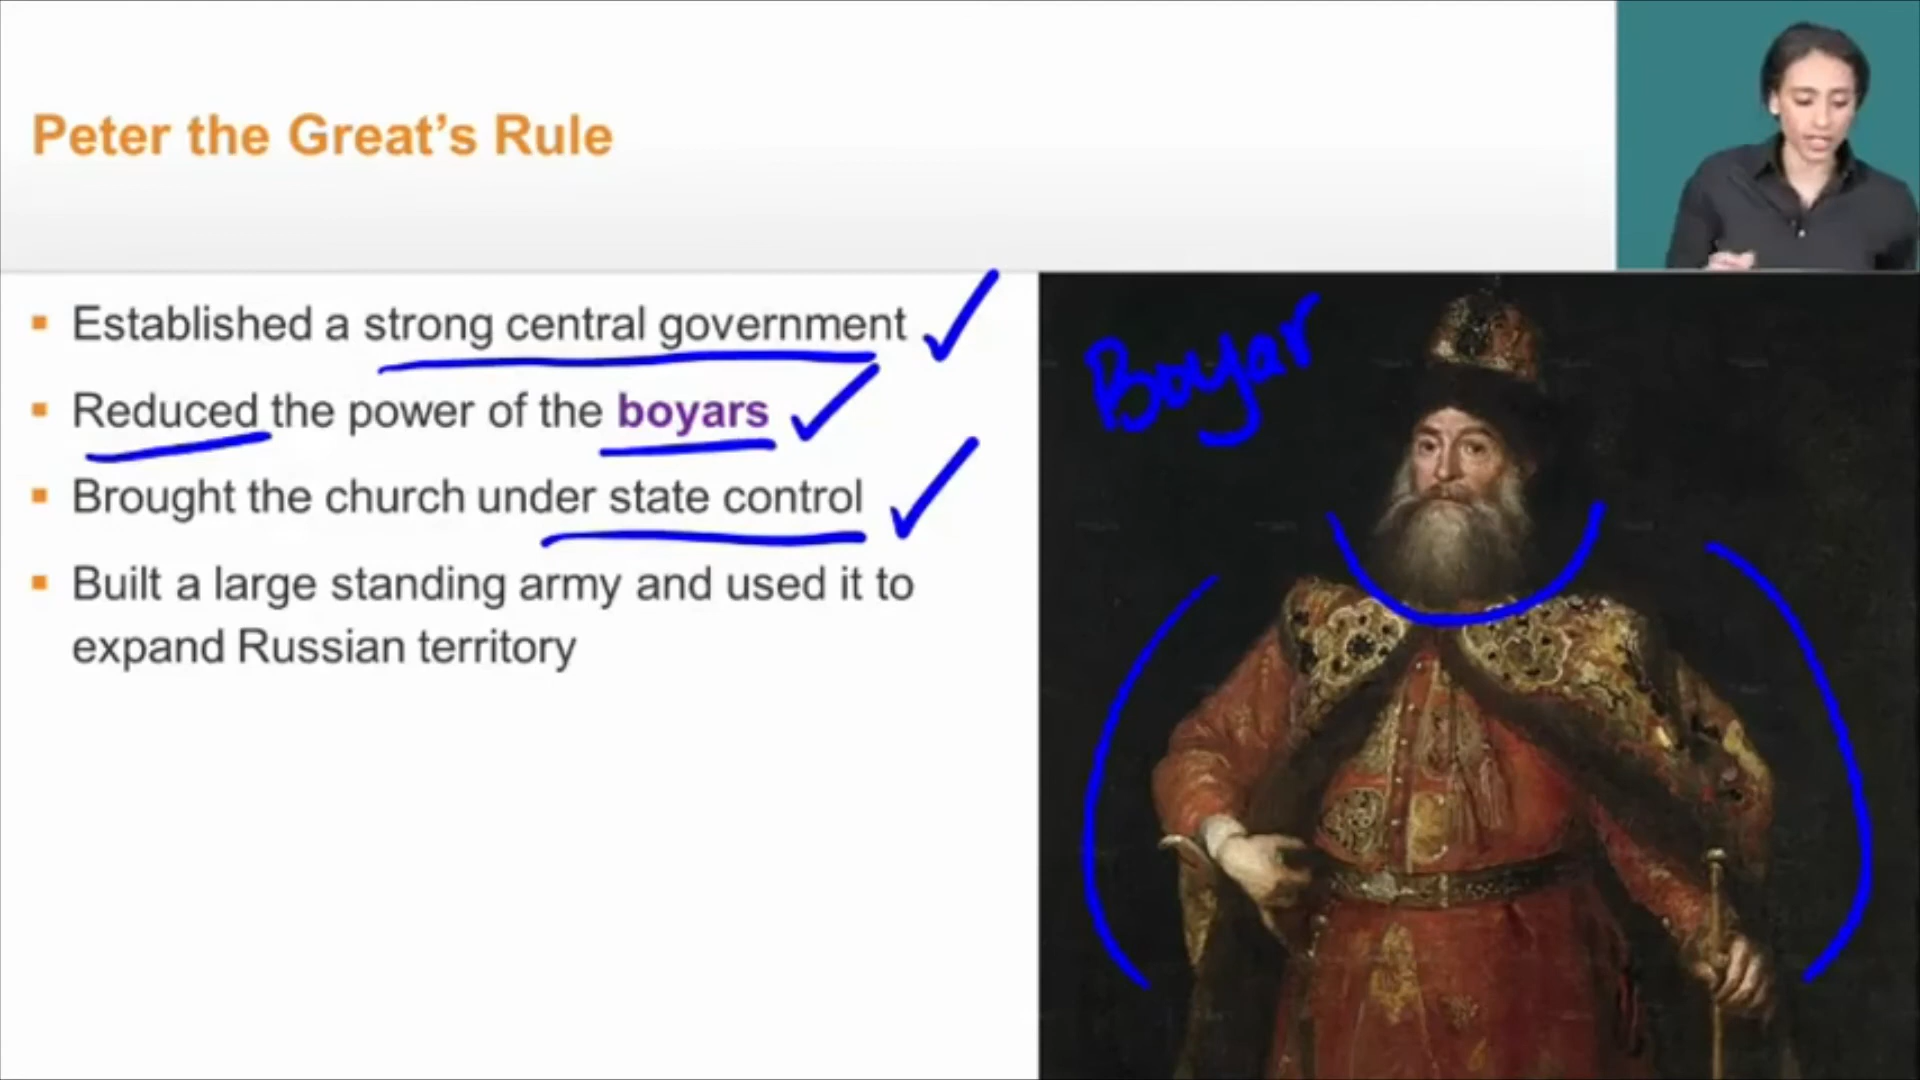 Peter the Great's Rule
Established a strong central government
Reduced the power of the boyars
Brought the church under state control
Built a large standing army and used it to
expand Russian territory
Boyar